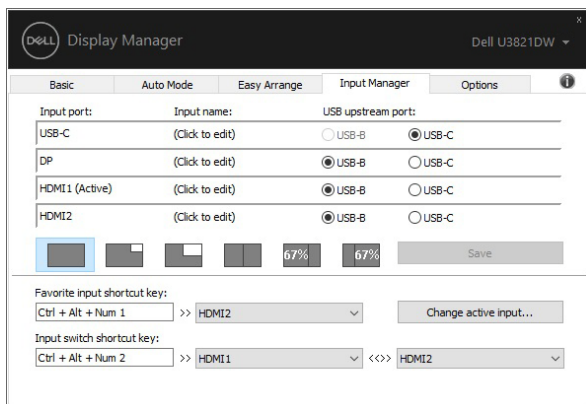 DELL Display Manager Dell U3821DW
x
Basic Auto Mode Easy Arrange Input Manager Options i
Input port: Input name: USB upstream port:
USB-C (Click to edit) USB-B USB-C
DP (Click to edit) USB-B USB-C
HDMI1 (Active) (Click to edit) USB-B USB-C
HDMI2 (Click to edit) USB-B USB-C
67% 67% Save
Favorite input shortcut key:
Ctrl + Alt + Num 1 >> HDMI2 Change active input...
Input switch shortcut key:
Ctrl + Alt + Num 2 >> HDMI1 <<>> HDMI2